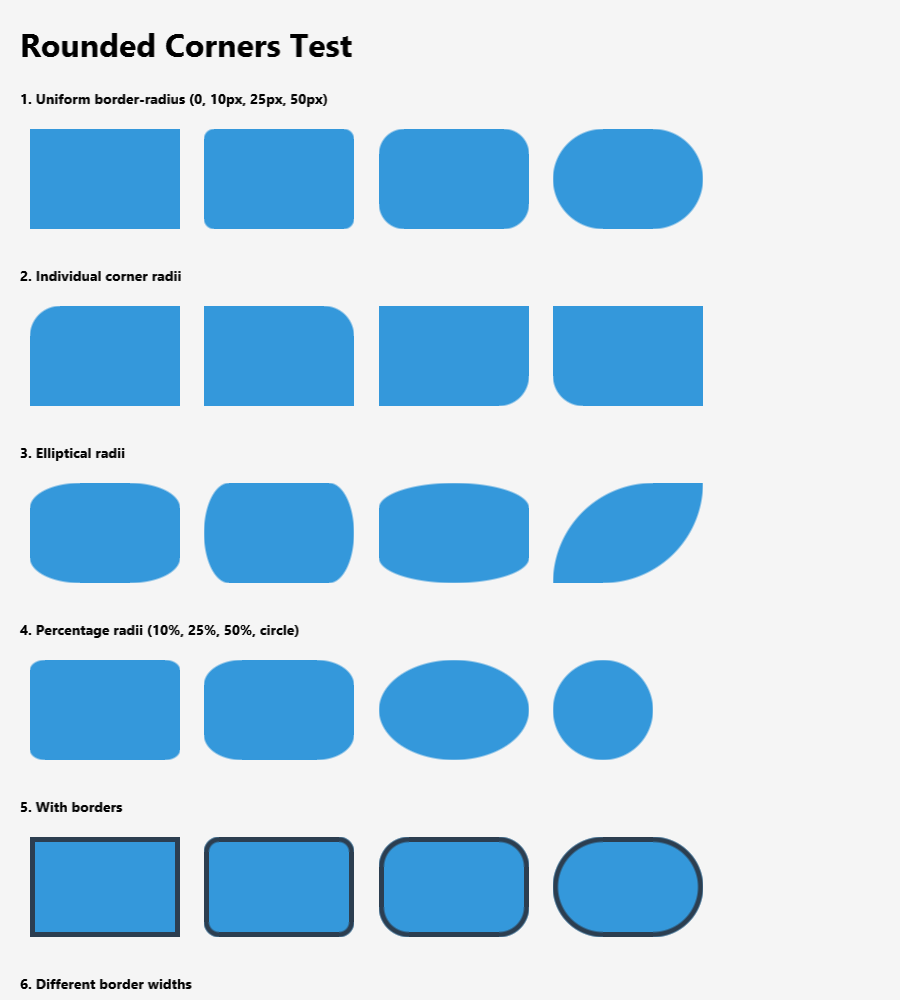 Rounded Corners Test
1. Uniform border-radius (0, 10px, 25px, 50px)
2. Individual corner radii
3. Elliptical radii
4. Percentage radii (10%, 25%, 50%, circle)
5. With borders
6. Different border widths